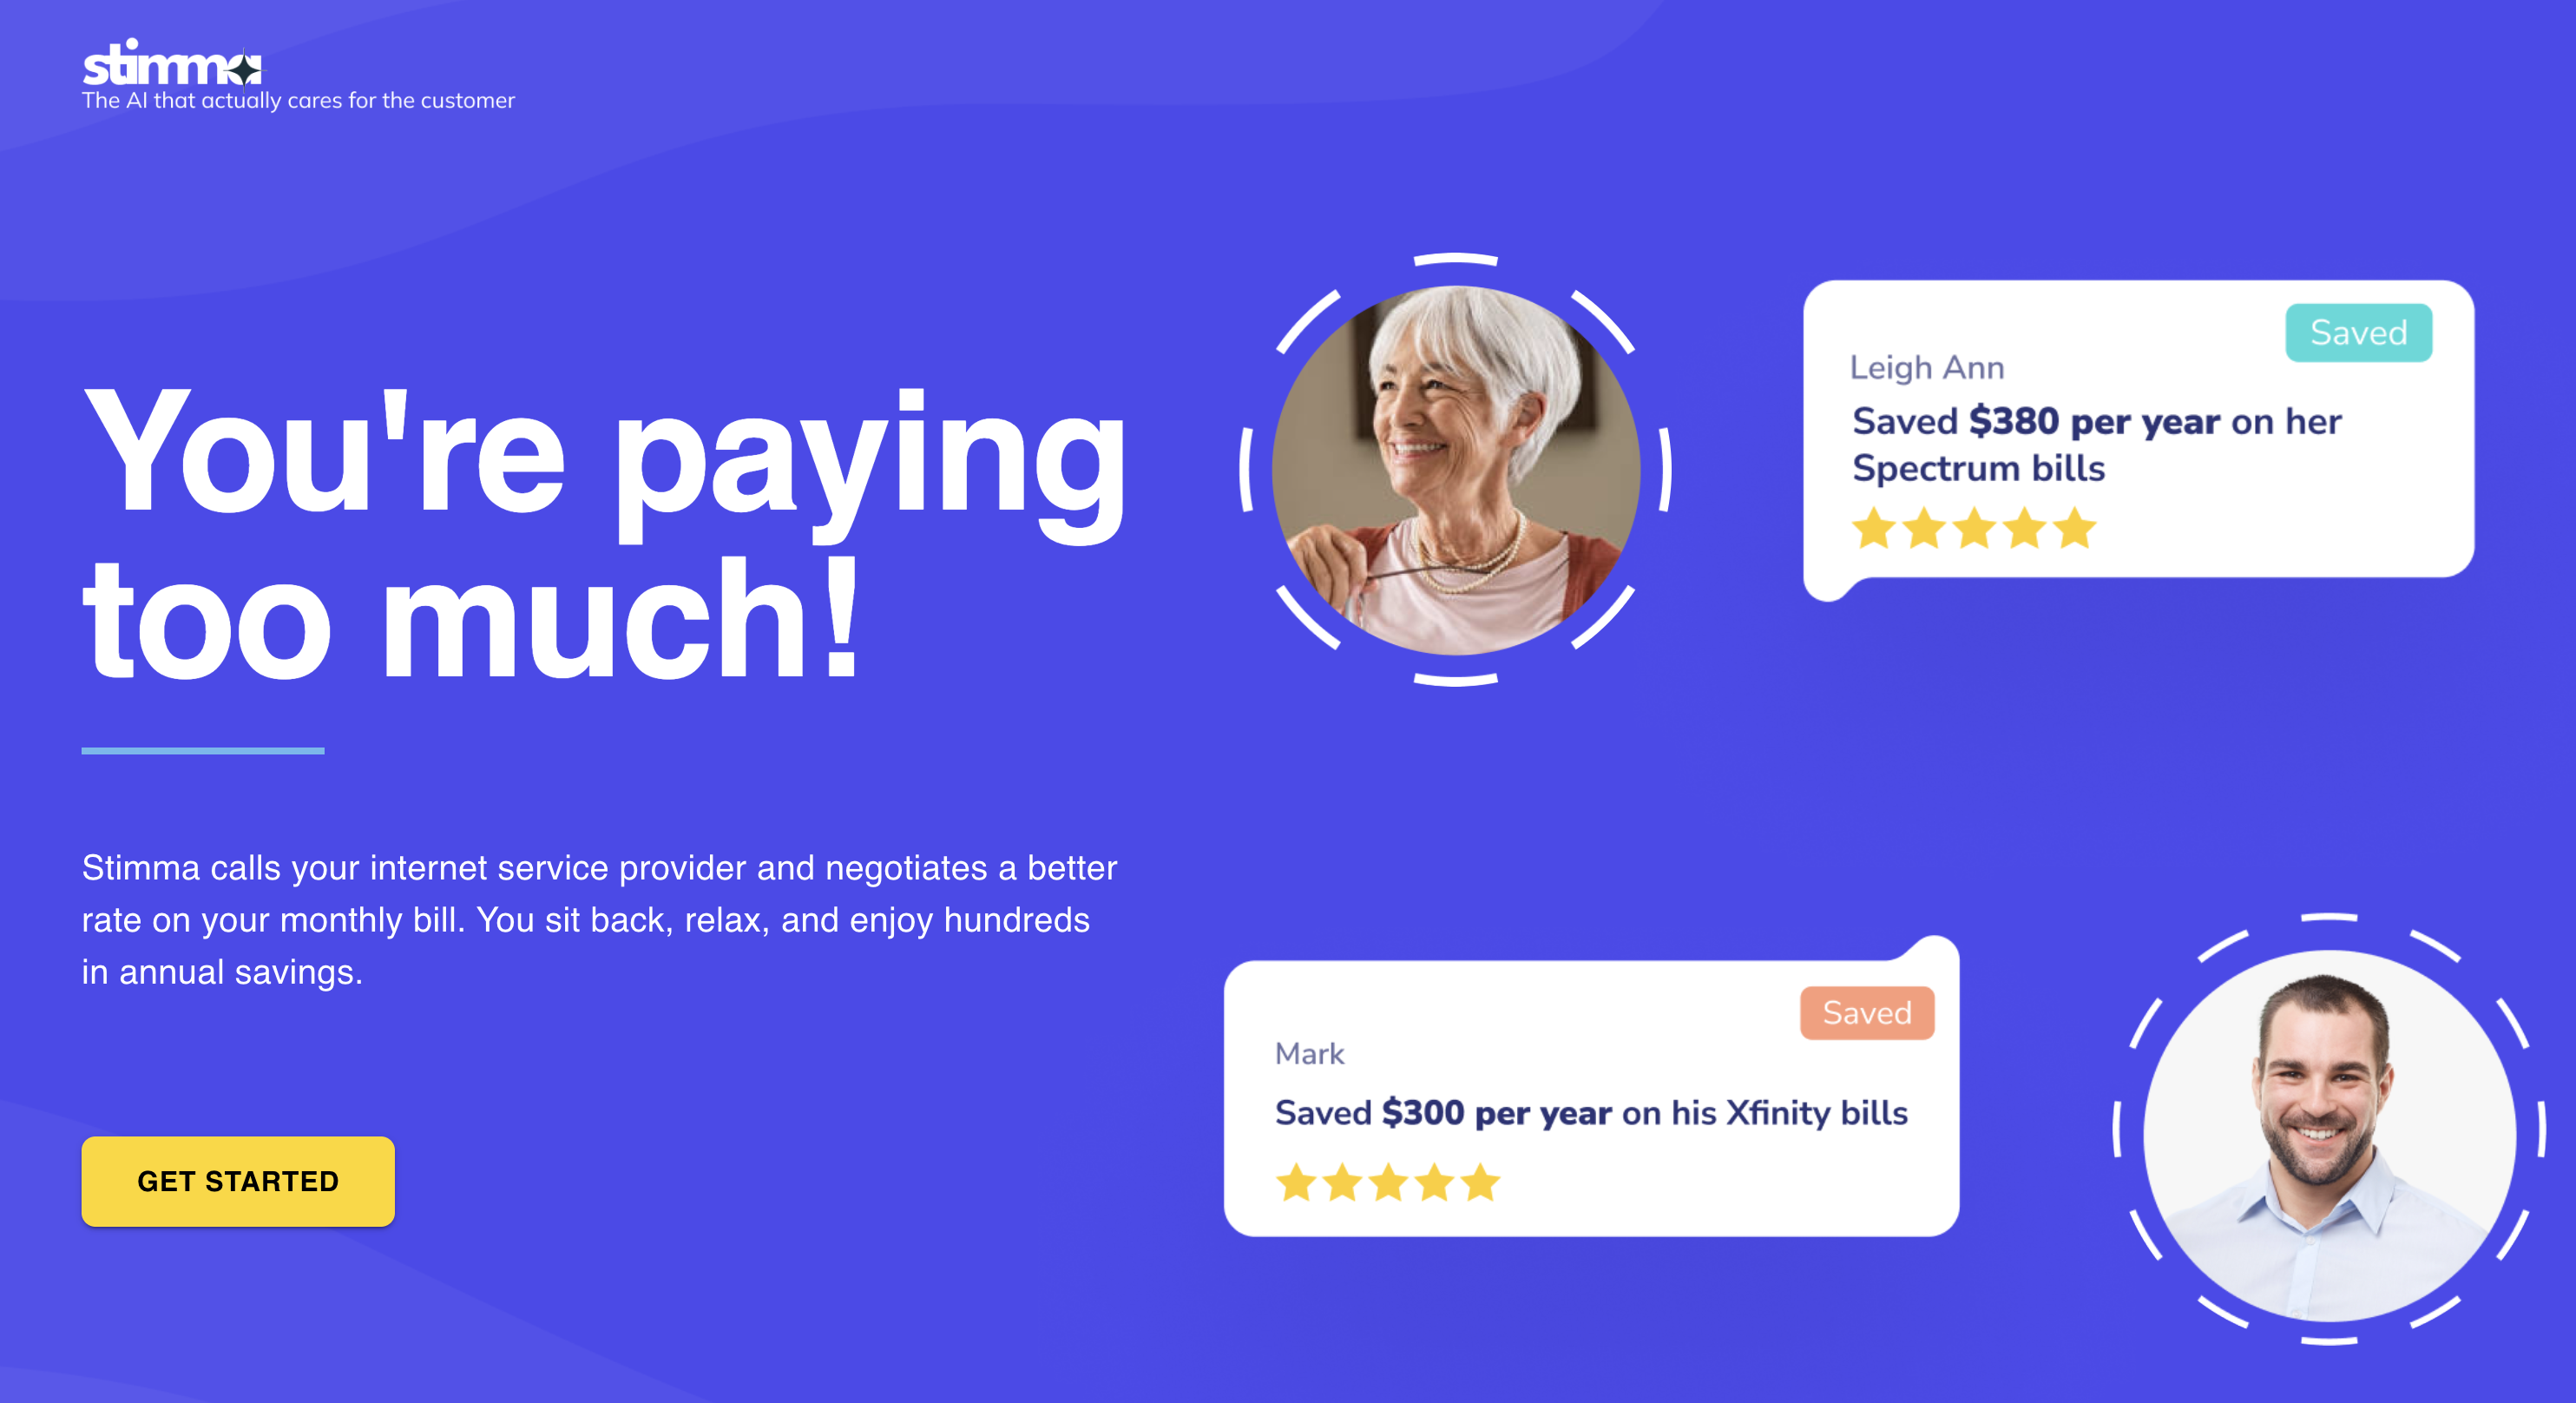 stimma
The AI that actually cares for the customer
You're paying
too much!
Stimma calls your internet service provider and negotiates a better
rate on your monthly bill. You sit back, relax, and enjoy hundreds
in annual savings.
GET STARTED
Saved
Leigh Ann
Saved $380 per year on her
Spectrum bills
Saved
Mark
Saved $300 per year on his Xfinity bills